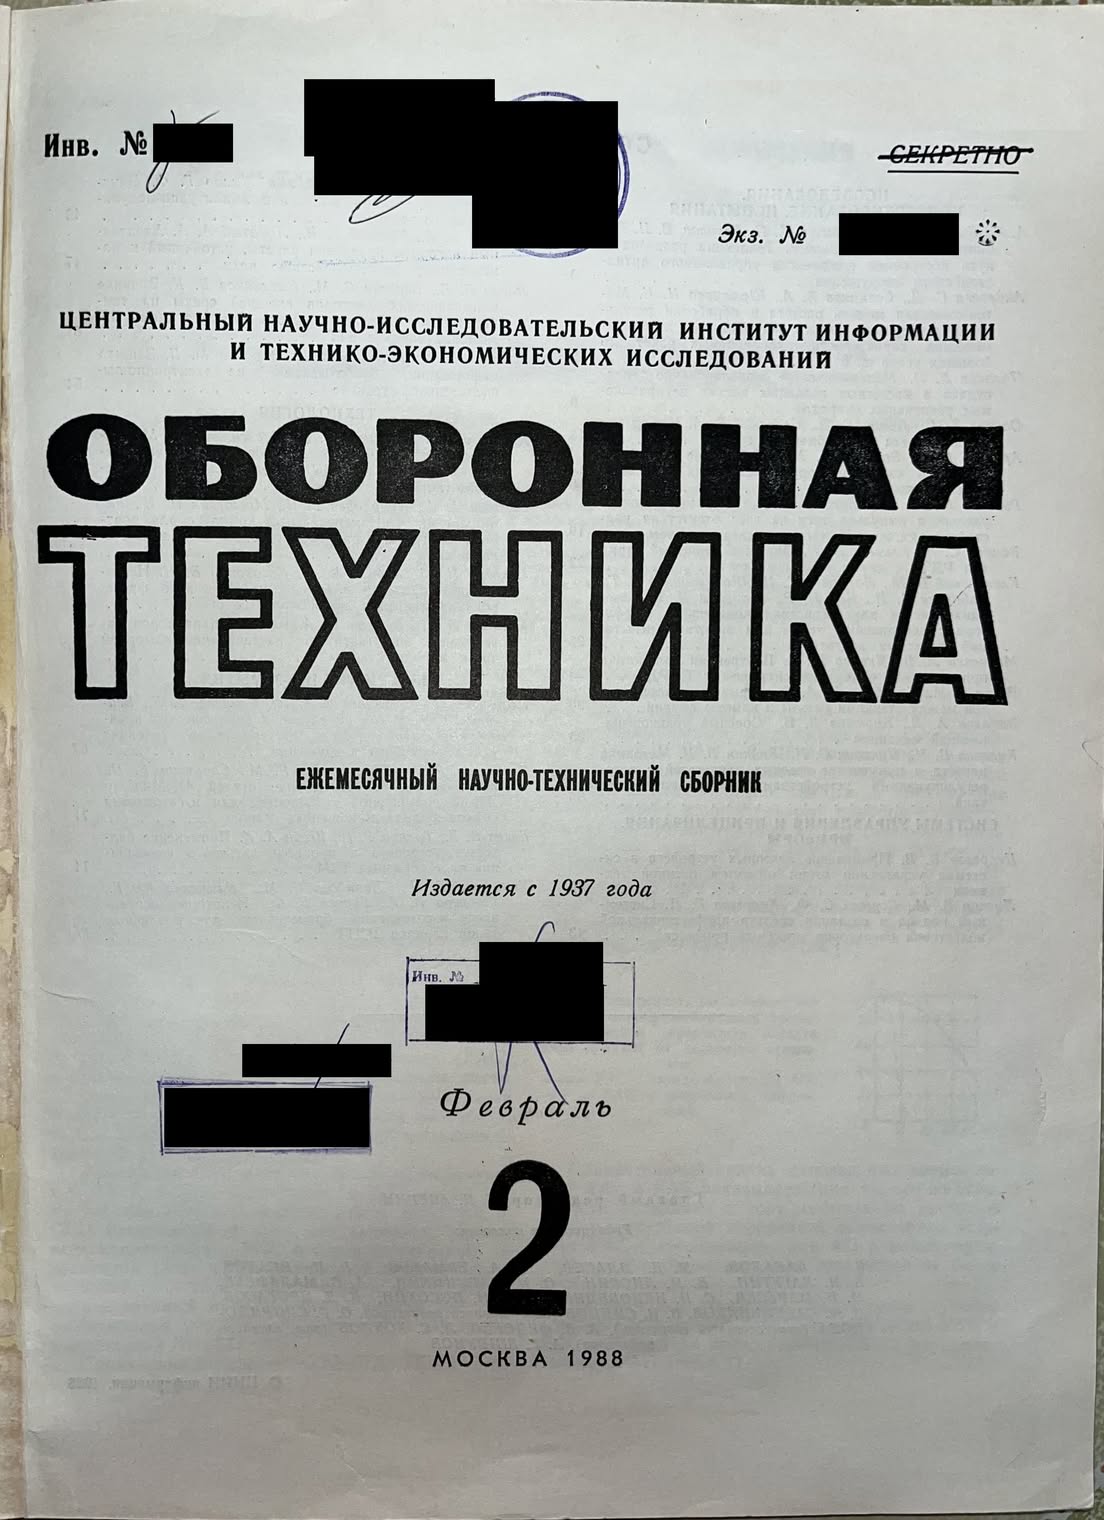 Инв. №
СЕКРЕТНО
Экз. №
ЦЕНТРАЛЬНЫЙ НАУЧНО-ИССЛЕДОВАТЕЛЬСКИЙ ИНСТИТУТ ИНФОРМАЦИИ
И ТЕХНИКО-ЭКОНОМИЧЕСКИХ ИССЛЕДОВАНИЙ
ОБОРОННАЯ
ТЕХНИКА
ЕЖЕМЕСЯЧНЫЙ НАУЧНО-ТЕХНИЧЕСКИЙ СБОРНИК
Издается с 1937 года
Инв. №
Февраль
2
МОСКВА 1988